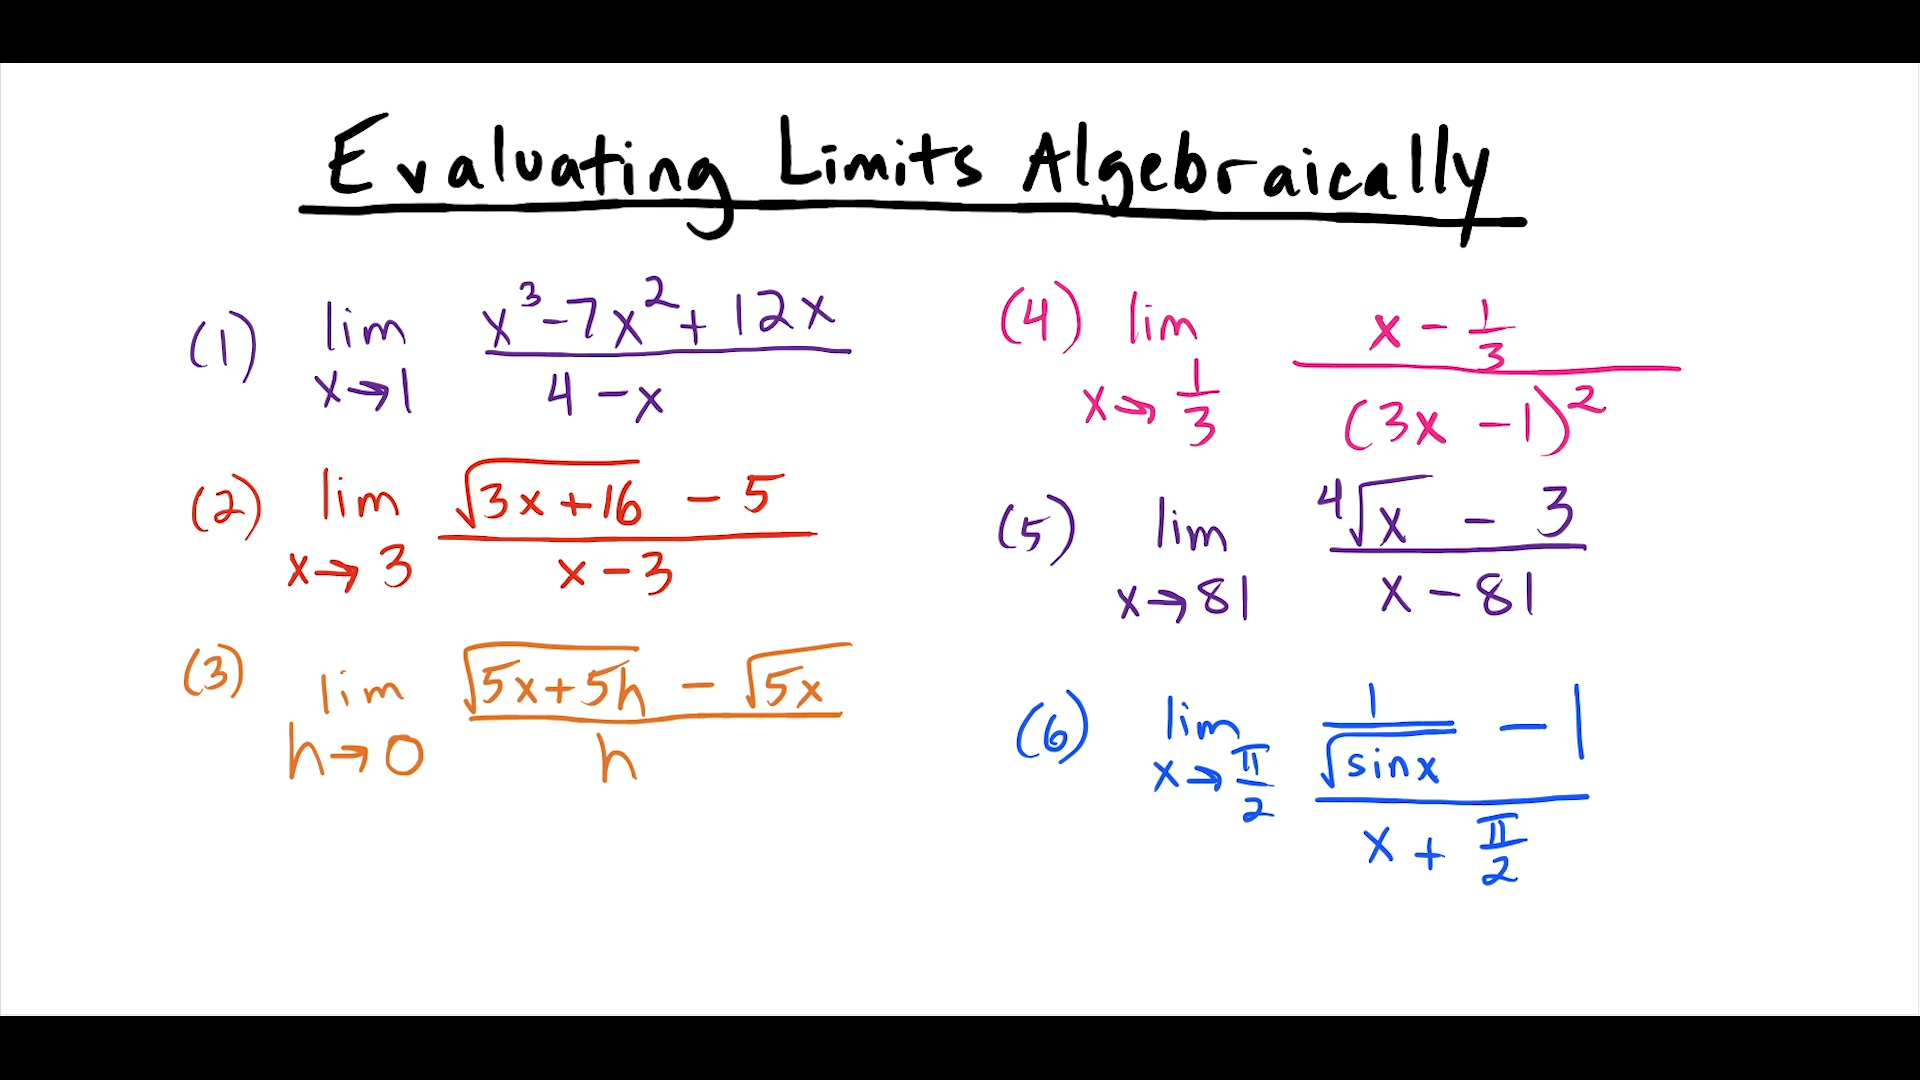 Evaluating Limits Algebraically
(1) lim x→1 (x³-7x²+12x)/(4-x)
(2) lim x→3 (√(3x+16) - 5)/(x-3)
(3) lim h→0 (√(5x+5h) - √(5x))/h
(4) lim x→1/3 (x - 1/3)/(3x-1)²
(5) lim x→81 (⁴√x - 3)/(x-81)
(6) lim x→π/2 (1/√(sinx) - 1)/(x + π/2)